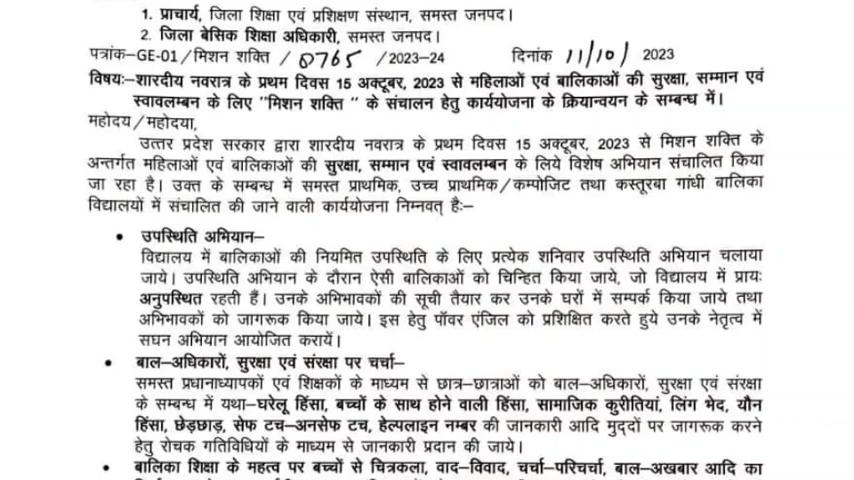 1. प्राचार्य, जिला शिक्षा एवं प्रशिक्षण संस्थान, समस्त जनपद।
2. जिला बेसिक शिक्षा अधिकारी, समस्त जनपद।
पत्रांक-GE-01/मिशन शक्ति / 8765 /2023-24 दिनांक 11/10/ 2023
विषयः-शारदीय नवरात्र के प्रथम दिवस 15 अक्टूबर, 2023 से महिलाओं एवं बालिकाओं की सुरक्षा, सम्मान एवं
स्वावलम्बन के लिए "मिशन शक्ति " के संचालन हेतु कार्ययोजना के क्रियान्वयन के सम्बन्ध में।
महोदय/महोदया,
उत्तर प्रदेश सरकार द्वारा शारदीय नवरात्र के प्रथम दिवस 15 अक्टूबर, 2023 से मिशन शक्ति के
अन्तर्गत महिलाओं एवं बालिकाओं की सुरक्षा, सम्मान एवं स्वावलम्बन के लिये विशेष अभियान संचालित किया
जा रहा है। उक्त के सम्बन्ध में समस्त प्राथमिक, उच्च प्राथमिक/कम्पोजिट तथा कस्तूरबा गांधी बालिका
विद्यालयों में संचालित की जाने वाली कार्ययोजना निम्नवत् हैः-
• उपस्थिति अभियान-
विद्यालय में बालिकाओं की नियमित उपस्थिति के लिए प्रत्येक शनिवार उपस्थिति अभियान चलाया
जाये। उपस्थिति अभियान के दौरान ऐसी बालिकाओं को चिन्हित किया जाये, जो विद्यालय में प्रायः
अनुपस्थित रहती हैं। उनके अभिभावकों की सूची तैयार कर उनके घरों में सम्पर्क किया जाये तथा
अभिभावकों को जागरूक किया जाये। इस हेतु पॉवर एंजिल को प्रशिक्षित करते हुये उनके नेतृत्व में
सघन अभियान आयोजित करायें।
• बाल-अधिकारों, सुरक्षा एवं संरक्षा पर चर्चा-
समस्त प्रधानाध्यापकों एवं शिक्षकों के माध्यम से छात्र-छात्राओं को बाल-अधिकारों, सुरक्षा एवं संरक्षा
के सम्बन्ध में यथा-घरेलू हिंसा, बच्चों के साथ होने वाली हिंसा, सामाजिक कुरीतियां, लिंग भेद, यौन
हिंसा, छेड़छाड़, सेफ टच-अनसेफ टच, हेल्पलाइन नम्बर की जानकारी आदि मुद्दों पर जागरूक करने
हेतु रोचक गतिविधियों के माध्यम से जानकारी प्रदान की जाये।
• बालिका शिक्षा के महत्व पर बच्चों से चित्रकला, वाद-विवाद, चर्चा-परिचर्चा, बाल-अखबार आदि का